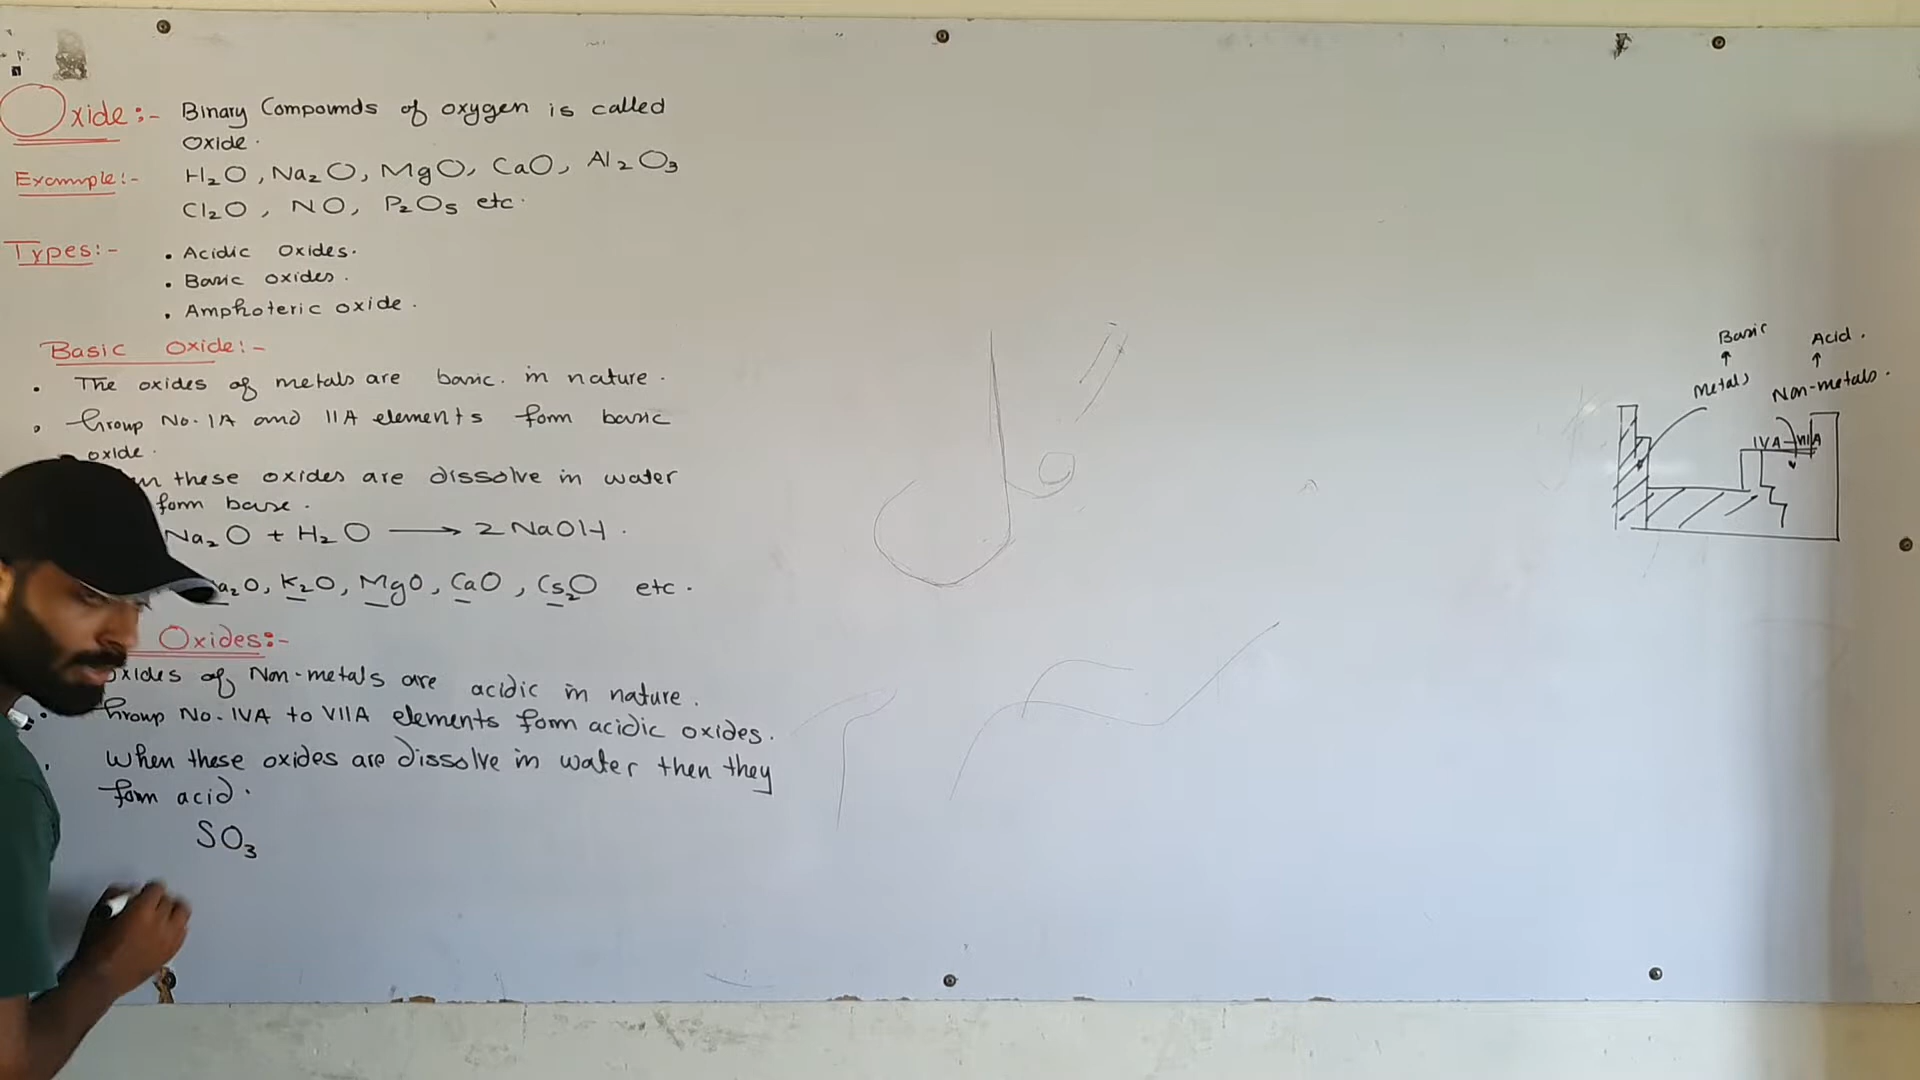 Oxide:- Binary Compounds of oxygen is called
oxide.
Example:- H₂O, Na₂O, MgO, CaO, Al₂O₃
Cl₂O, NO, P₂O₅ etc.
Types:- • Acidic Oxides.
• Basic oxides.
• Amphoteric oxide.
Basic Oxide:-
• The oxides of metals are basic. in nature.
• Group No. IA and IIA elements form basic
oxide.
these oxides are dissolve in water
form base.
Na₂O + H₂O ⟶ 2 NaOH.
a₂O, K₂O, MgO, CaO, Cs₂O etc.
Oxides:-
oxides of Non-metals are acidic in nature.
• Group No. IVA to VIIA elements form acidic oxides.
• When these oxides are dissolve in water then they
form acid.
SO₃
Basic
Metals
Acid.
Non-metals.
IVA-VIIA